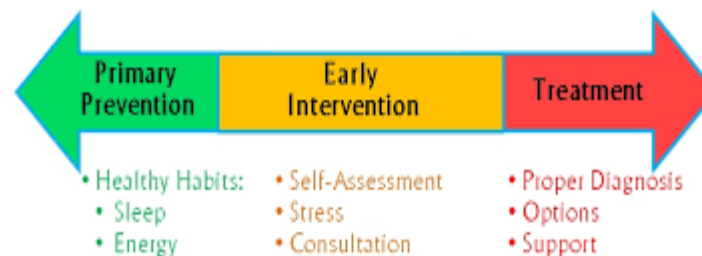 Primary
Prevention
Early
Intervention
Treatment
• Healthy Habits:
• Sleep
• Energy
• Self-Assessment
• Stress
• Consultation
• Proper Diagnosis
• Options
• Support